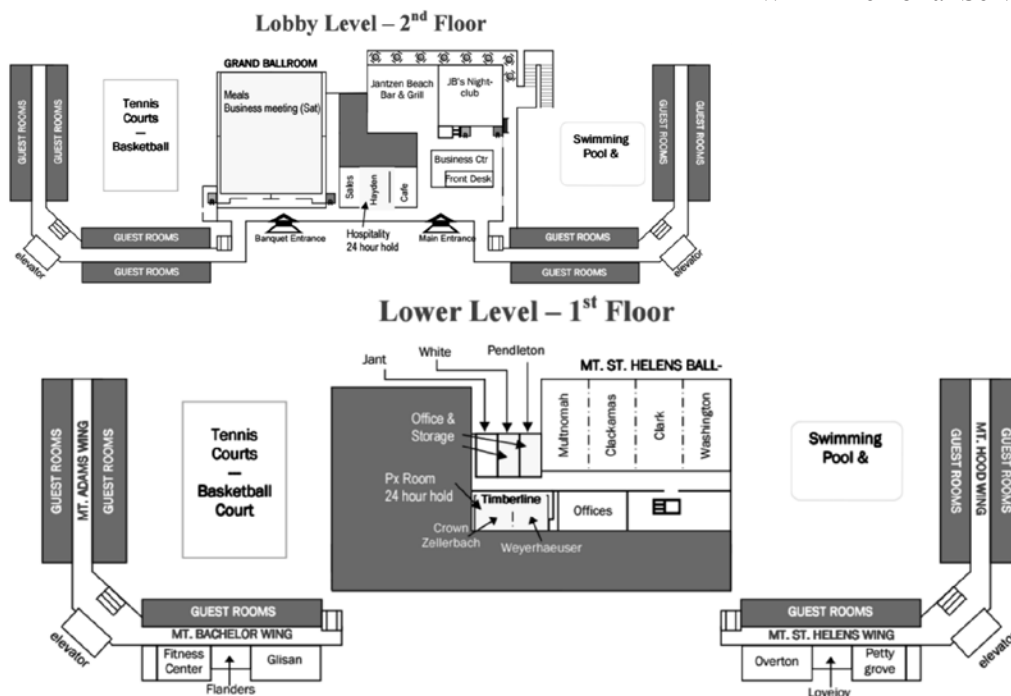 Lobby Level – 2nd Floor
GRAND BALLROOM
Meals
Business meeting (Sat)
Jantzen Beach
Bar & Grill
JB's Night-
club
GUEST ROOMS
GUEST ROOMS
Tennis
Courts
—
Basketball
Business Ctr
Front Desk
Sales
Hayden
Cafe
Swimming
Pool &
GUEST ROOMS
GUEST ROOMS
GUEST ROOMS
GUEST ROOMS
elevator
Banquet Entrance
Hospitality
24 hour hold
Main Entrance
GUEST ROOMS
GUEST ROOMS
elevator
Lower Level – 1st Floor
Jant
White
Pendleton
MT. ST. HELENS BALL-
GUEST ROOMS
MT. ADAMS WING
GUEST ROOMS
Tennis
Courts
—
Basketball
Court
Office &
Storage
Multnomah
Clackamas
Clark
Washington
Swimming
Pool &
GUEST ROOMS
MT. HOOD WING
GUEST ROOMS
Px Room
24 hour hold
Timberline
Crown
Zellerbach
Weyerhaeuser
Offices
GUEST ROOMS
MT. BACHELOR WING
elevator
Fitness
Center
Glisan
Flanders
GUEST ROOMS
MT. ST. HELENS WING
elevator
Overton
Petty
grove
Lovejoy